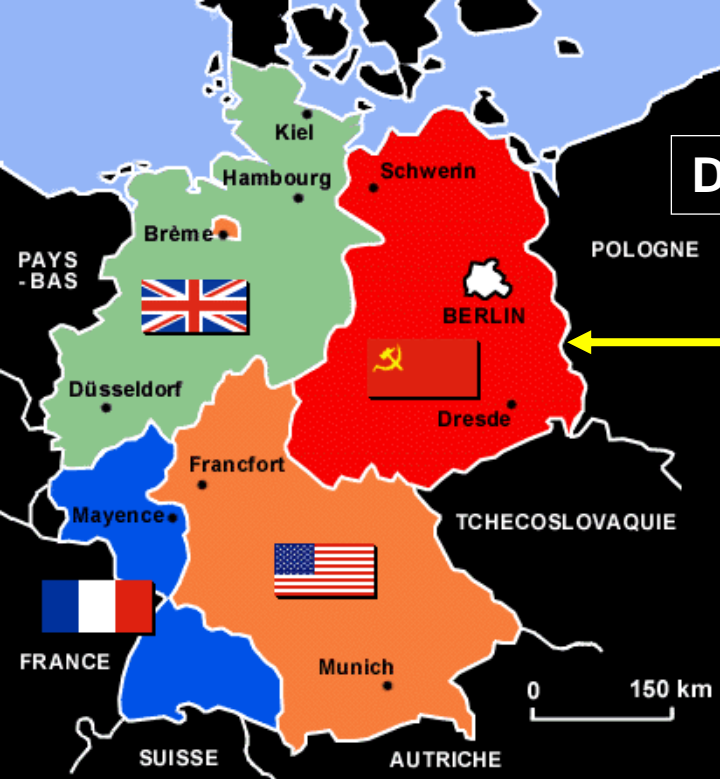 Kiel
Hambourg
Schwerin
D
Brème
PAYS
-BAS
POLOGNE
BERLIN
Düsseldorf
Dresde
Francfort
Mayence
TCHECOSLOVAQUIE
FRANCE
Munich
0 150 km
SUISSE
AUTRICHE